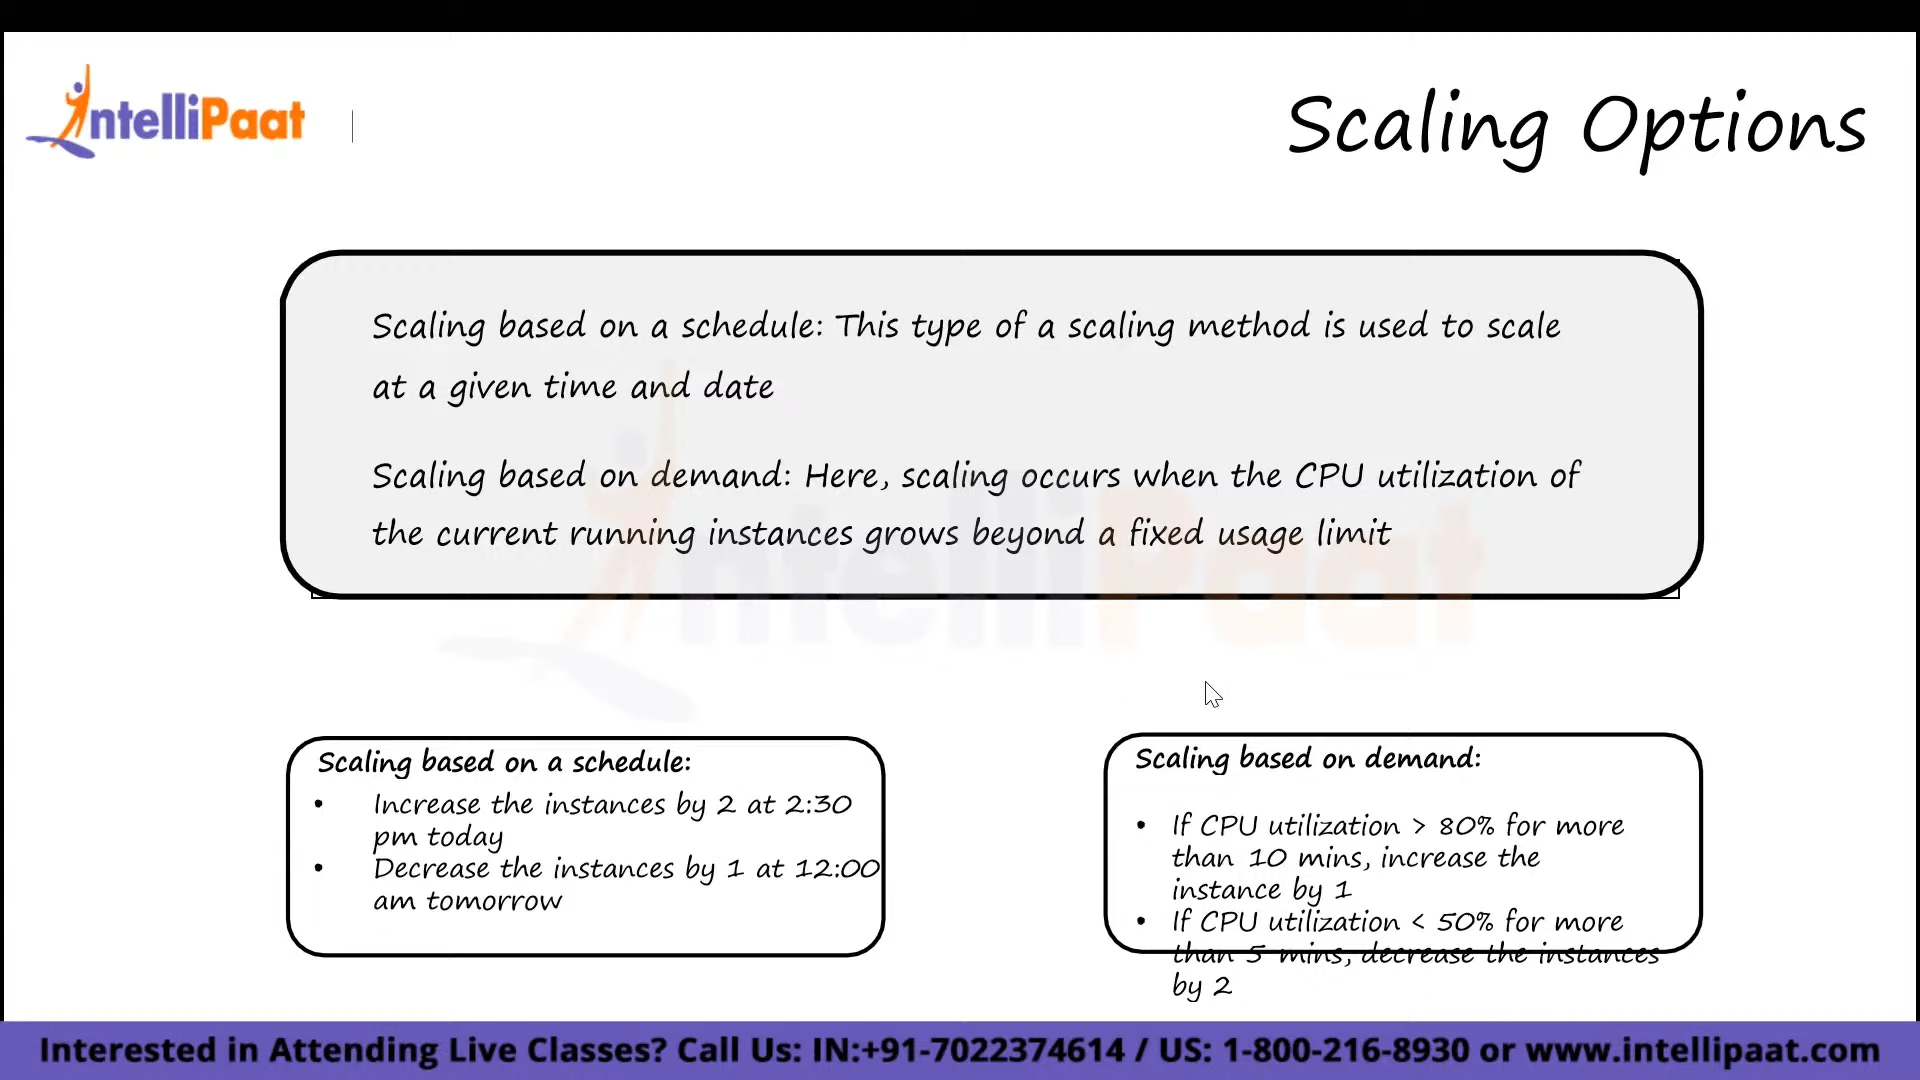 IntelliPaat
Scaling Options
Scaling based on a schedule: This type of a scaling method is used to scale
at a given time and date
Scaling based on demand: Here, scaling occurs when the CPU utilization of
the current running instances grows beyond a fixed usage limit
IntelliPaat
Scaling based on a schedule:
• Increase the instances by 2 at 2:30
pm today
• Decrease the instances by 1 at 12:00
am tomorrow
Scaling based on demand:
• If CPU utilization > 80% for more
than 10 mins, increase the
instance by 1
• If CPU utilization < 50% for more
than 5 mins, decrease the instances
by 2
Interested in Attending Live Classes? Call Us: IN:+91-7022374614 / US: 1-800-216-8930 or www.intellipaat.com